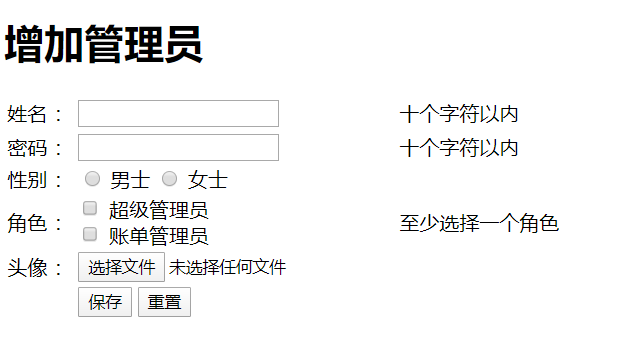 增加管理员
姓名： 十个字符以内
密码： 十个字符以内
性别： 男士 女士
角色： 超级管理员 至少选择一个角色
账单管理员
头像： 选择文件 未选择任何文件
保存 重置